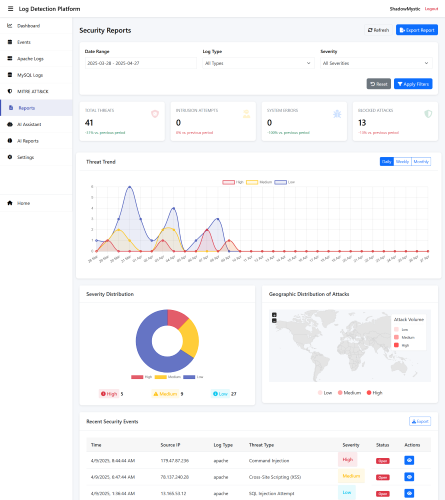 Log Detection Platform
ShadowMystic Logout
Dashboard
Events
Apache Logs
MySQL Logs
MITRE ATT&CK
Reports
AI Assistant
AI Reports
Settings
Home
Security Reports
Refresh Export Report
Date Range Log Type Severity
2025-03-28 - 2025-04-27 All Types All Severities
Reset Apply Filters
TOTAL THREATS INTRUSION ATTEMPTS SYSTEM ERRORS BLOCKED ATTACKS
41 0 0 13
vs previous period 0% vs previous period vs previous period vs previous period
Threat Trend
Daily Weekly Monthly
High Medium Low
6
5
4
3
2
1
0
Severity Distribution
High Medium Low
High 5 Medium 9 Low 27
Geographic Distribution of Attacks
+
-
Attack Volume
Low
Medium
High
Low Medium High
Recent Security Events
Export
Time Source IP Log Type Threat Type Severity Status Actions
4/9/2025, 8:44:44 AM 179.47.87.236 apache Command Injection High Open
4/9/2025, 6:47:44 AM 78.137.240.28 apache Cross-Site Scripting (XSS) Medium Open
4/9/2025, 1:36:44 AM 13.165.53.12 apache SQL Injection Attempt Low Open